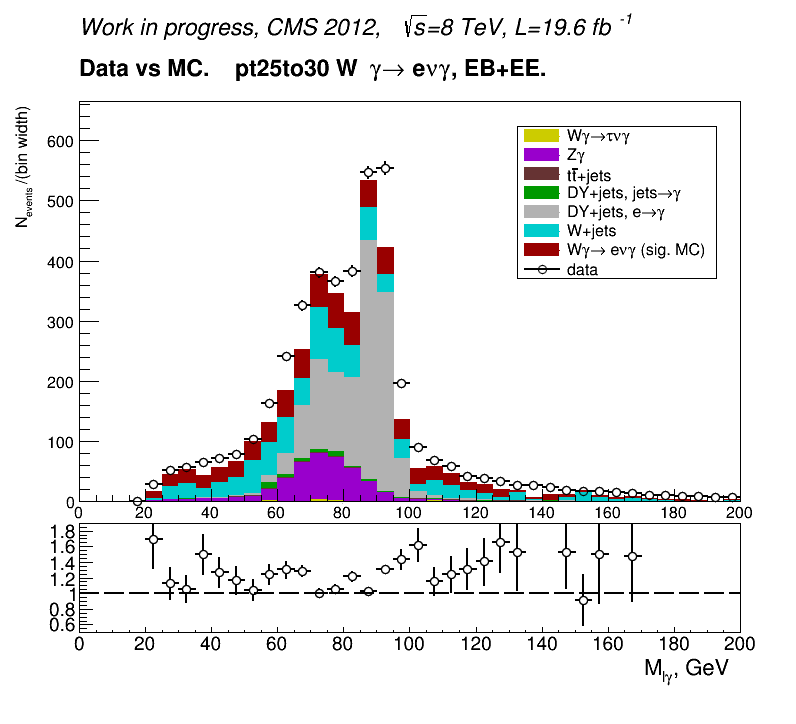 Work in progress, CMS 2012, √s=8 TeV, L=19.6 fb⁻¹
Data vs MC. pt25to30 W γ→ eνγ, EB+EE.
N_events /(bin width)
600
500
400
300
200
100
0
Wγ→τνγ
Zγ
tt̄+jets
DY+jets, jets→γ
DY+jets, e→γ
W+jets
Wγ→ eνγ (sig. MC)
data
0 20 40 60 80 100 120 140 160 180 200
1.8
1.6
1.4
1.2
1
0.8
0.6
0 20 40 60 80 100 120 140 160 180 200
M_lγ, GeV